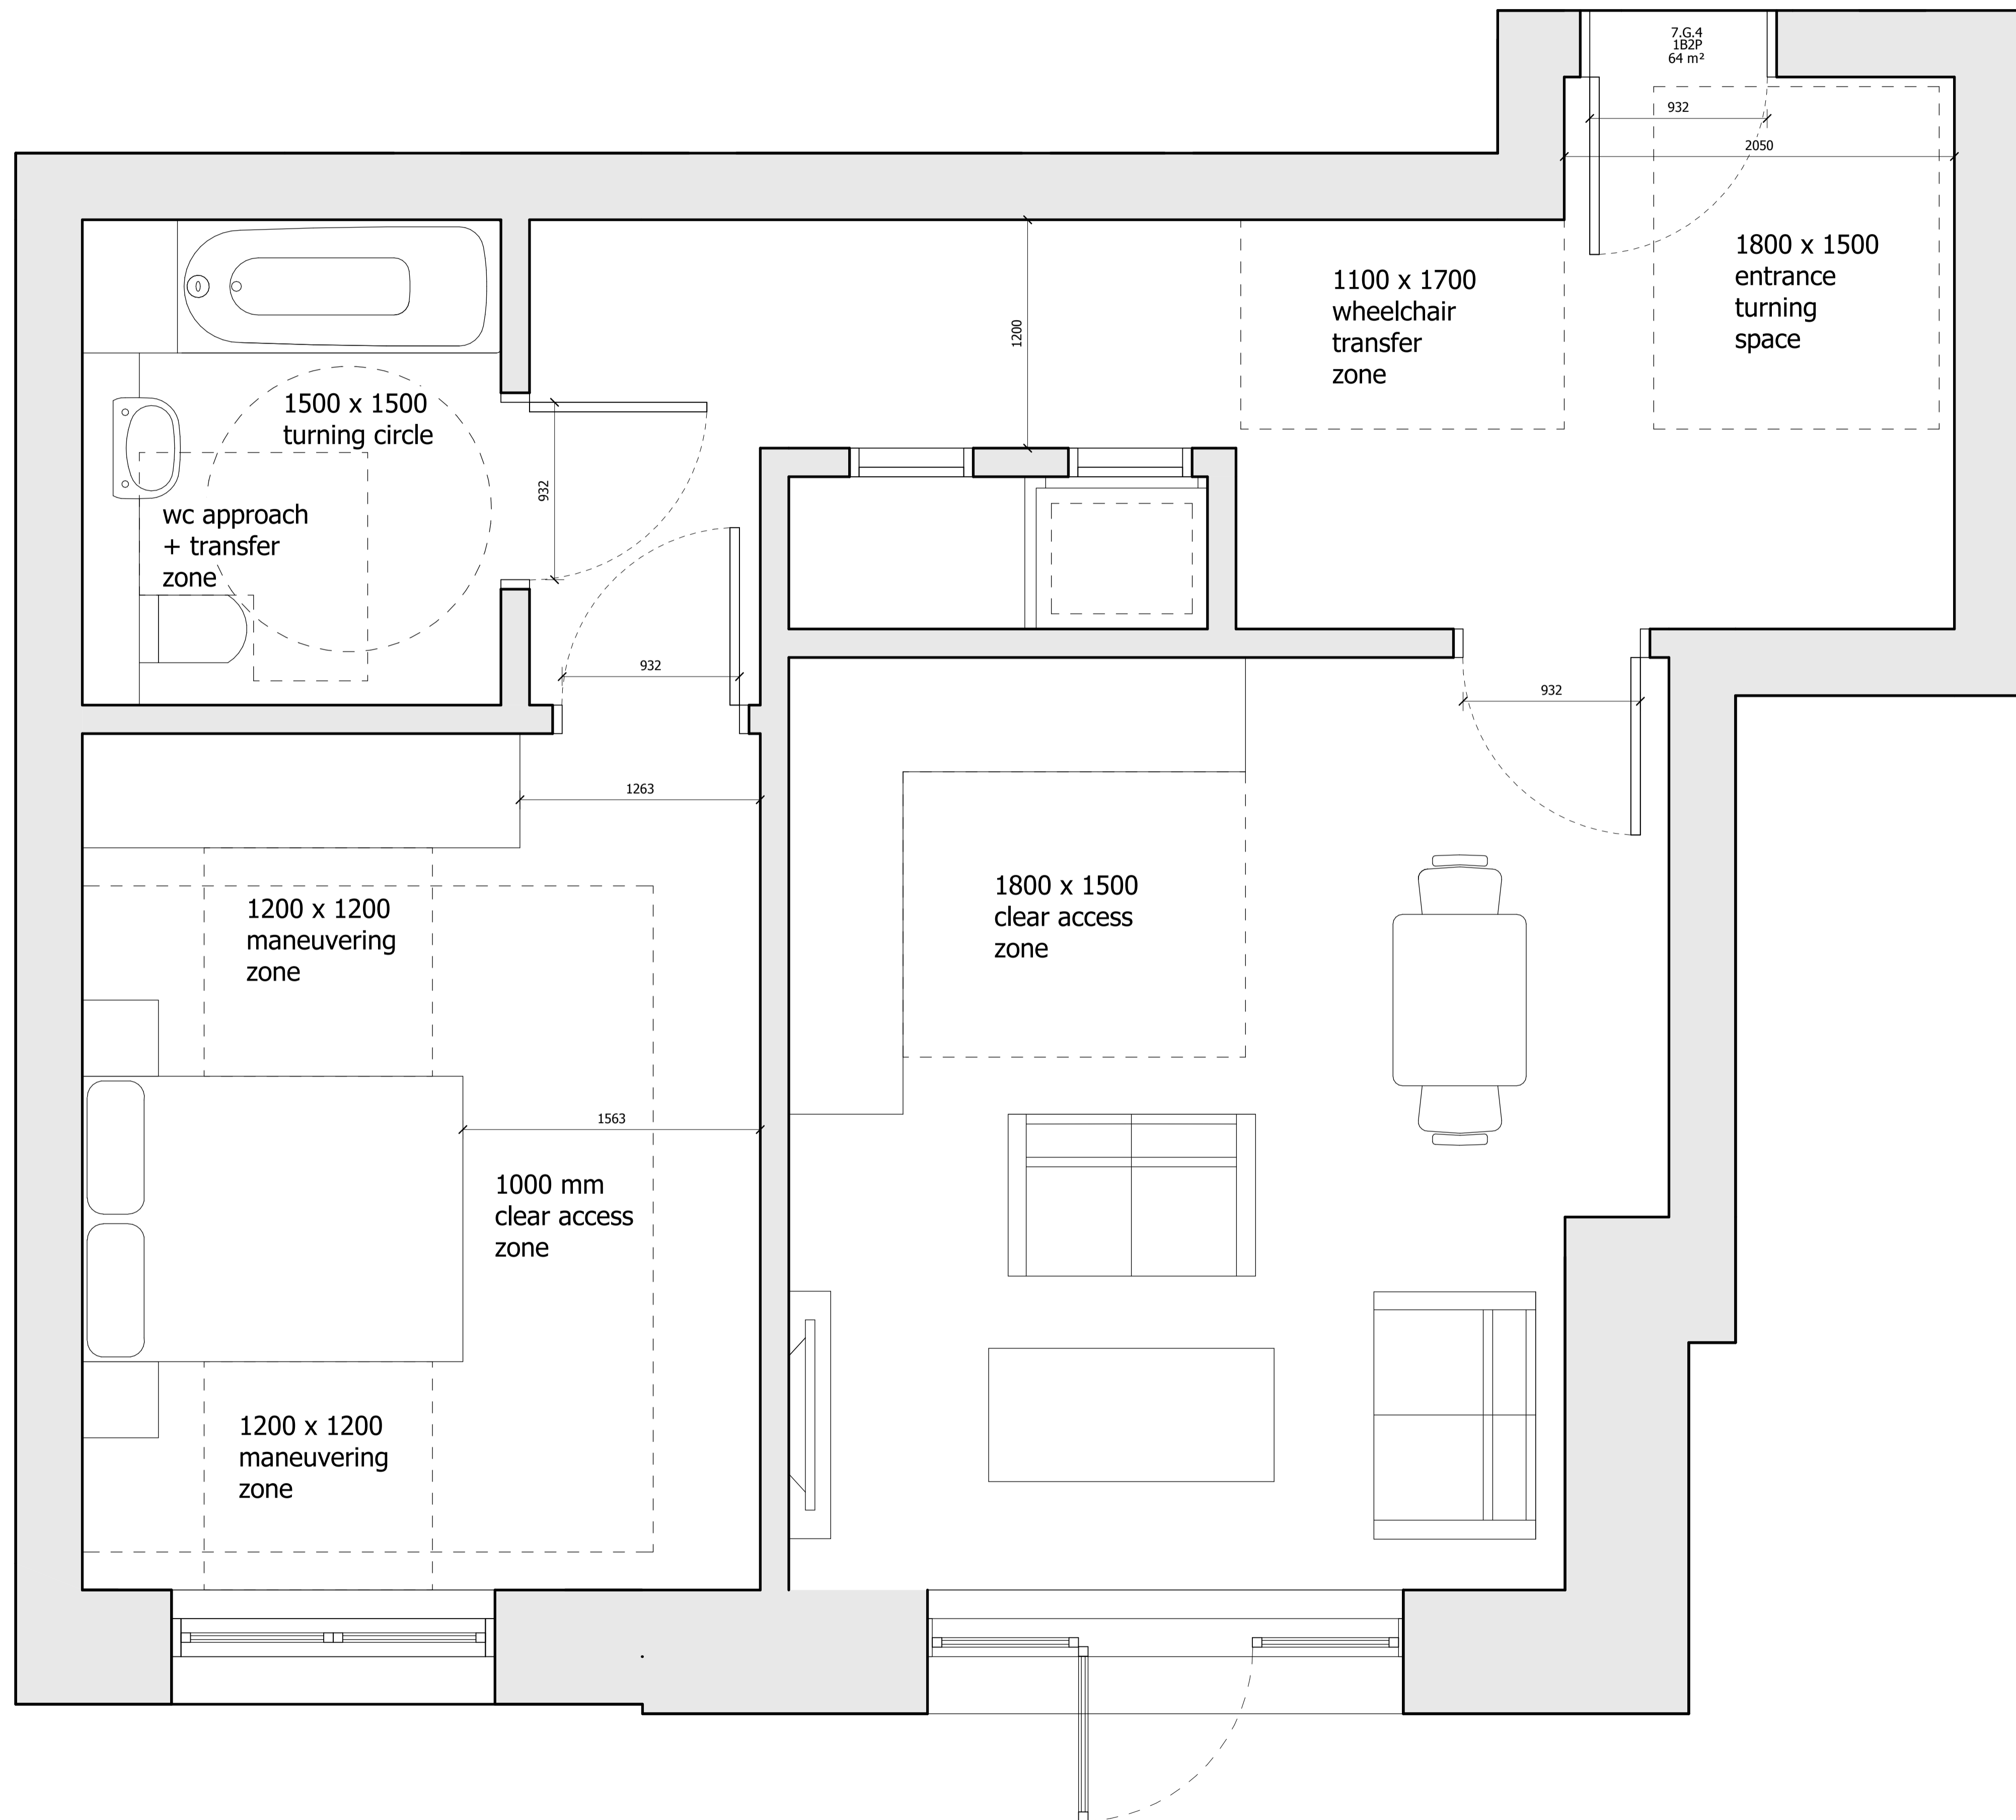 7.G.4
1B2P
64 m²
932
2050
1800 x 1500
entrance
turning
space
1100 x 1700
wheelchair
transfer
zone
1200
1500 x 1500
turning circle
932
wc approach
+ transfer
zone
932
932
1263
1200 x 1200
maneuvering
zone
1800 x 1500
clear access
zone
1563
1000 mm
clear access
zone
1200 x 1200
maneuvering
zone